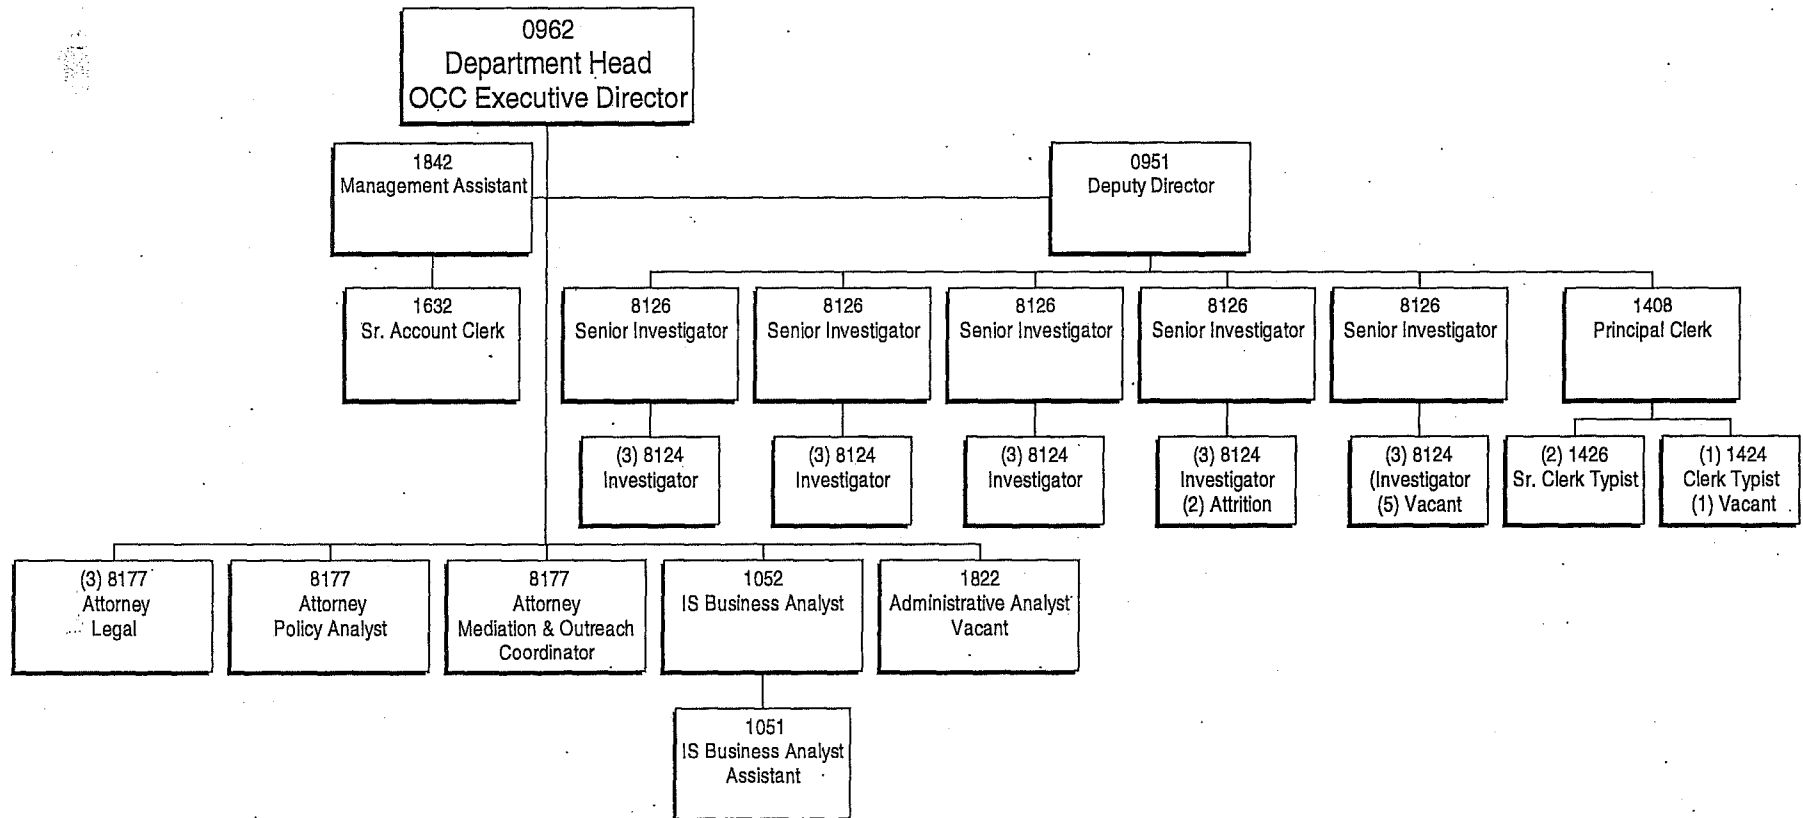 0962
Department Head
OCC Executive Director
1842
Management Assistant
0951
Deputy Director
1632
Sr. Account Clerk
8126
Senior Investigator
8126
Senior Investigator
8126
Senior Investigator
8126
Senior Investigator
8126
Senior Investigator
1408
Principal Clerk
(3) 8124
Investigator
(3) 8124
Investigator
(3) 8124
Investigator
(3) 8124
Investigator
(2) Attrition
(3) 8124
(Investigator
(5) Vacant
(2) 1426
Sr. Clerk Typist
(1) 1424
Clerk Typist
(1) Vacant
(3) 8177
Attorney
Legal
8177
Attorney
Policy Analyst
8177
Attorney
Mediation & Outreach
Coordinator
1052
IS Business Analyst
1822
Administrative Analyst
Vacant
1051
IS Business Analyst
Assistant